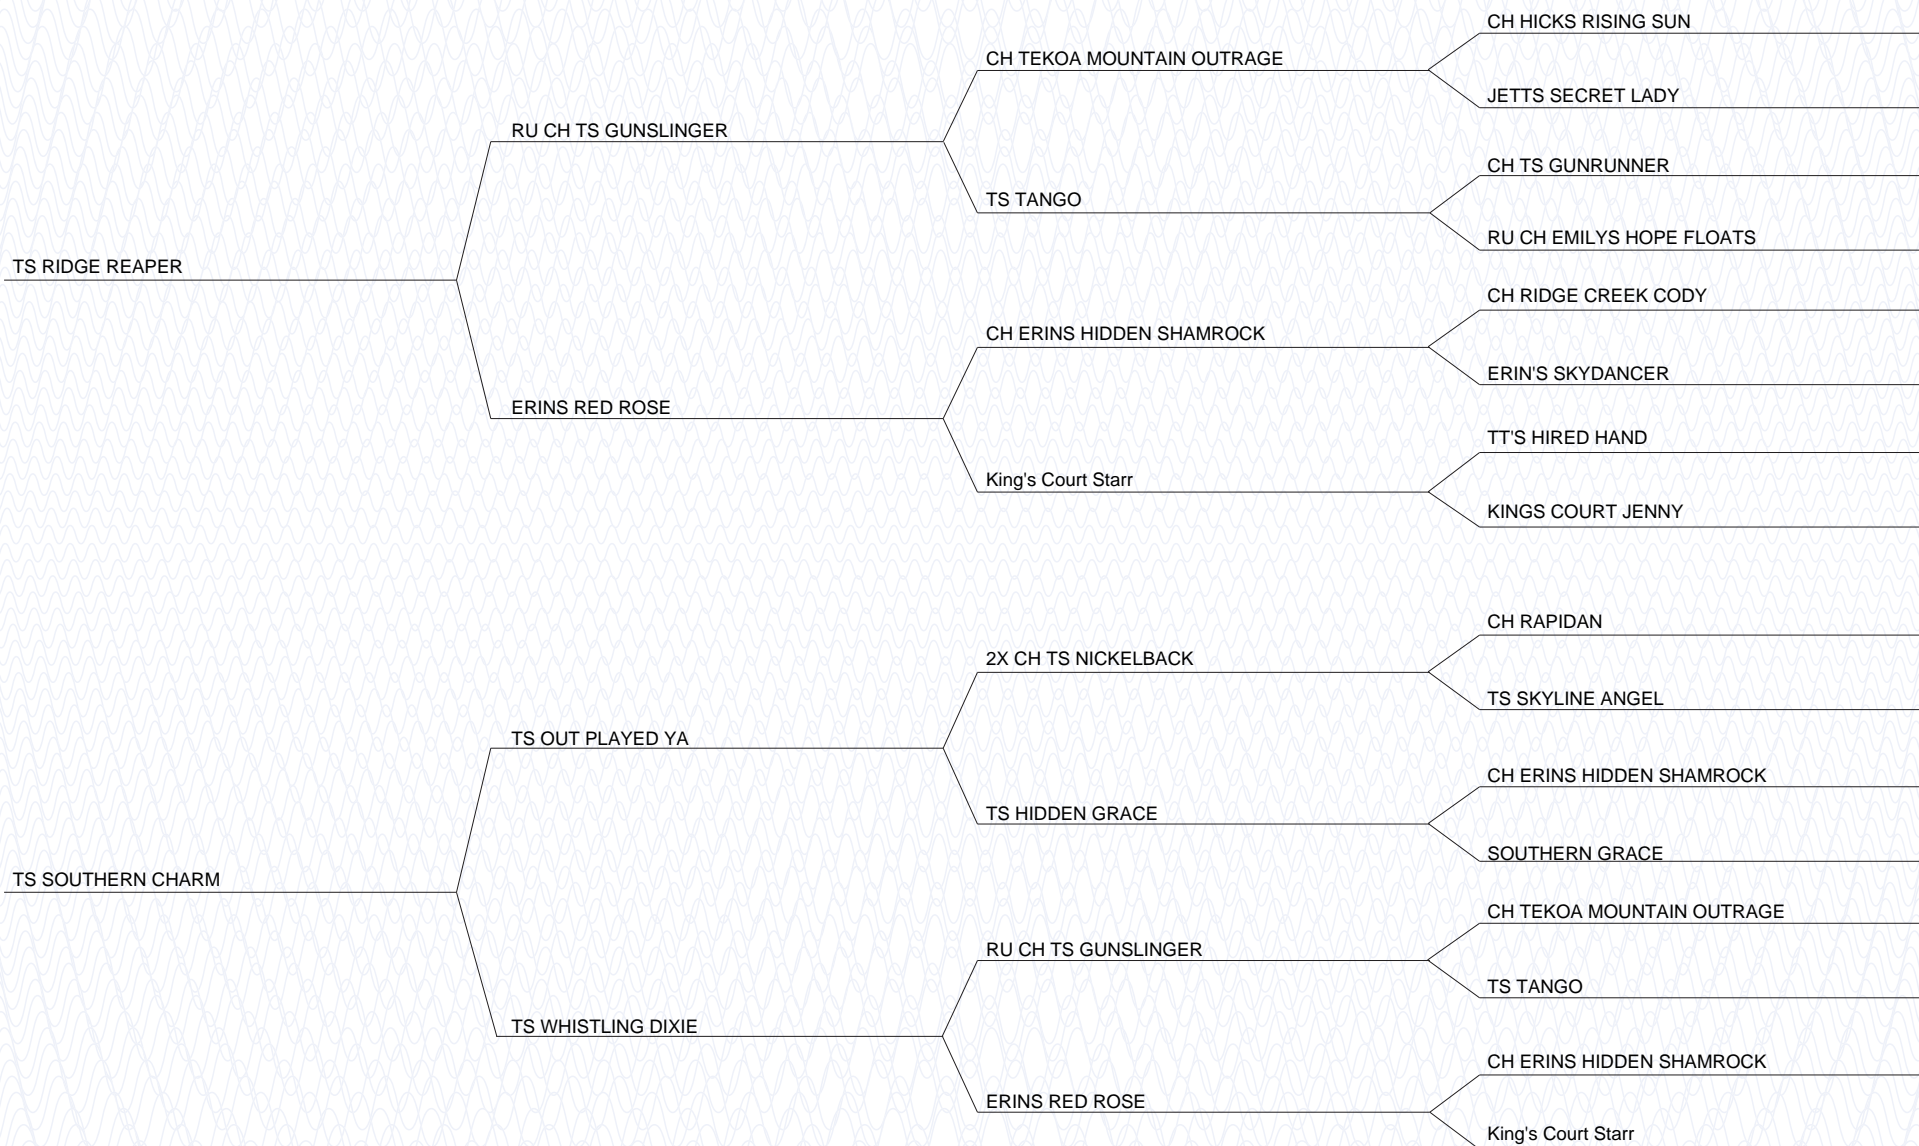 CH HICKS RISING SUN
CH TEKOA MOUNTAIN OUTRAGE
JETTS SECRET LADY
RU CH TS GUNSLINGER
CH TS GUNRUNNER
TS TANGO
RU CH EMILYS HOPE FLOATS
TS RIDGE REAPER
CH RIDGE CREEK CODY
CH ERINS HIDDEN SHAMROCK
ERIN'S SKYDANCER
ERINS RED ROSE
TT'S HIRED HAND
King's Court Starr
KINGS COURT JENNY
CH RAPIDAN
2X CH TS NICKELBACK
TS SKYLINE ANGEL
TS OUT PLAYED YA
CH ERINS HIDDEN SHAMROCK
TS HIDDEN GRACE
SOUTHERN GRACE
TS SOUTHERN CHARM
CH TEKOA MOUNTAIN OUTRAGE
RU CH TS GUNSLINGER
TS TANGO
TS WHISTLING DIXIE
CH ERINS HIDDEN SHAMROCK
ERINS RED ROSE
King's Court Starr